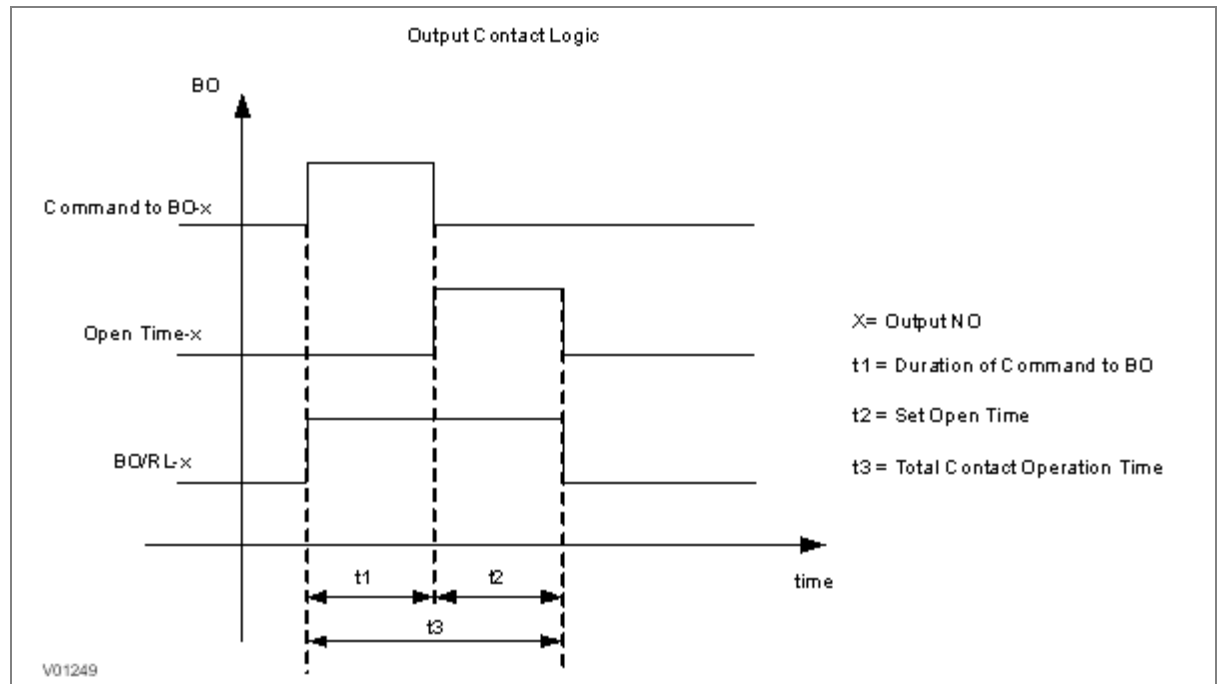 Output Contact Logic
BO
Command to BO-x
Open Time-x
BO/RL-x
X= Output NO
t1 = Duration of Command to BO
t2 = Set Open Time
t3 = Total Contact Operation Time
t1
t2
t3
time
V01249